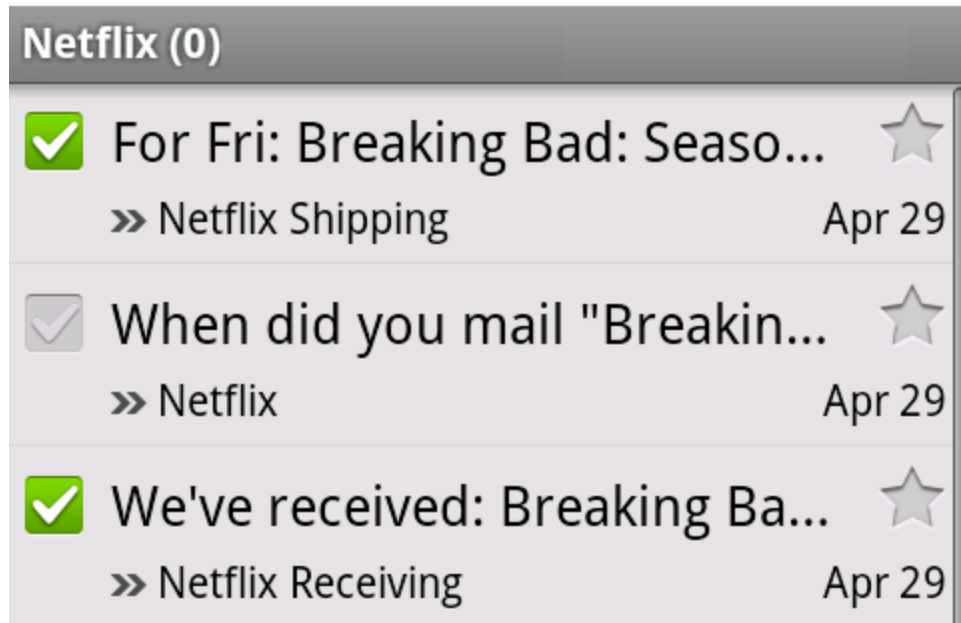 Netflix (0)
For Fri: Breaking Bad: Seaso...
» Netflix Shipping Apr 29
When did you mail "Breakin...
» Netflix Apr 29
We've received: Breaking Ba...
» Netflix Receiving Apr 29